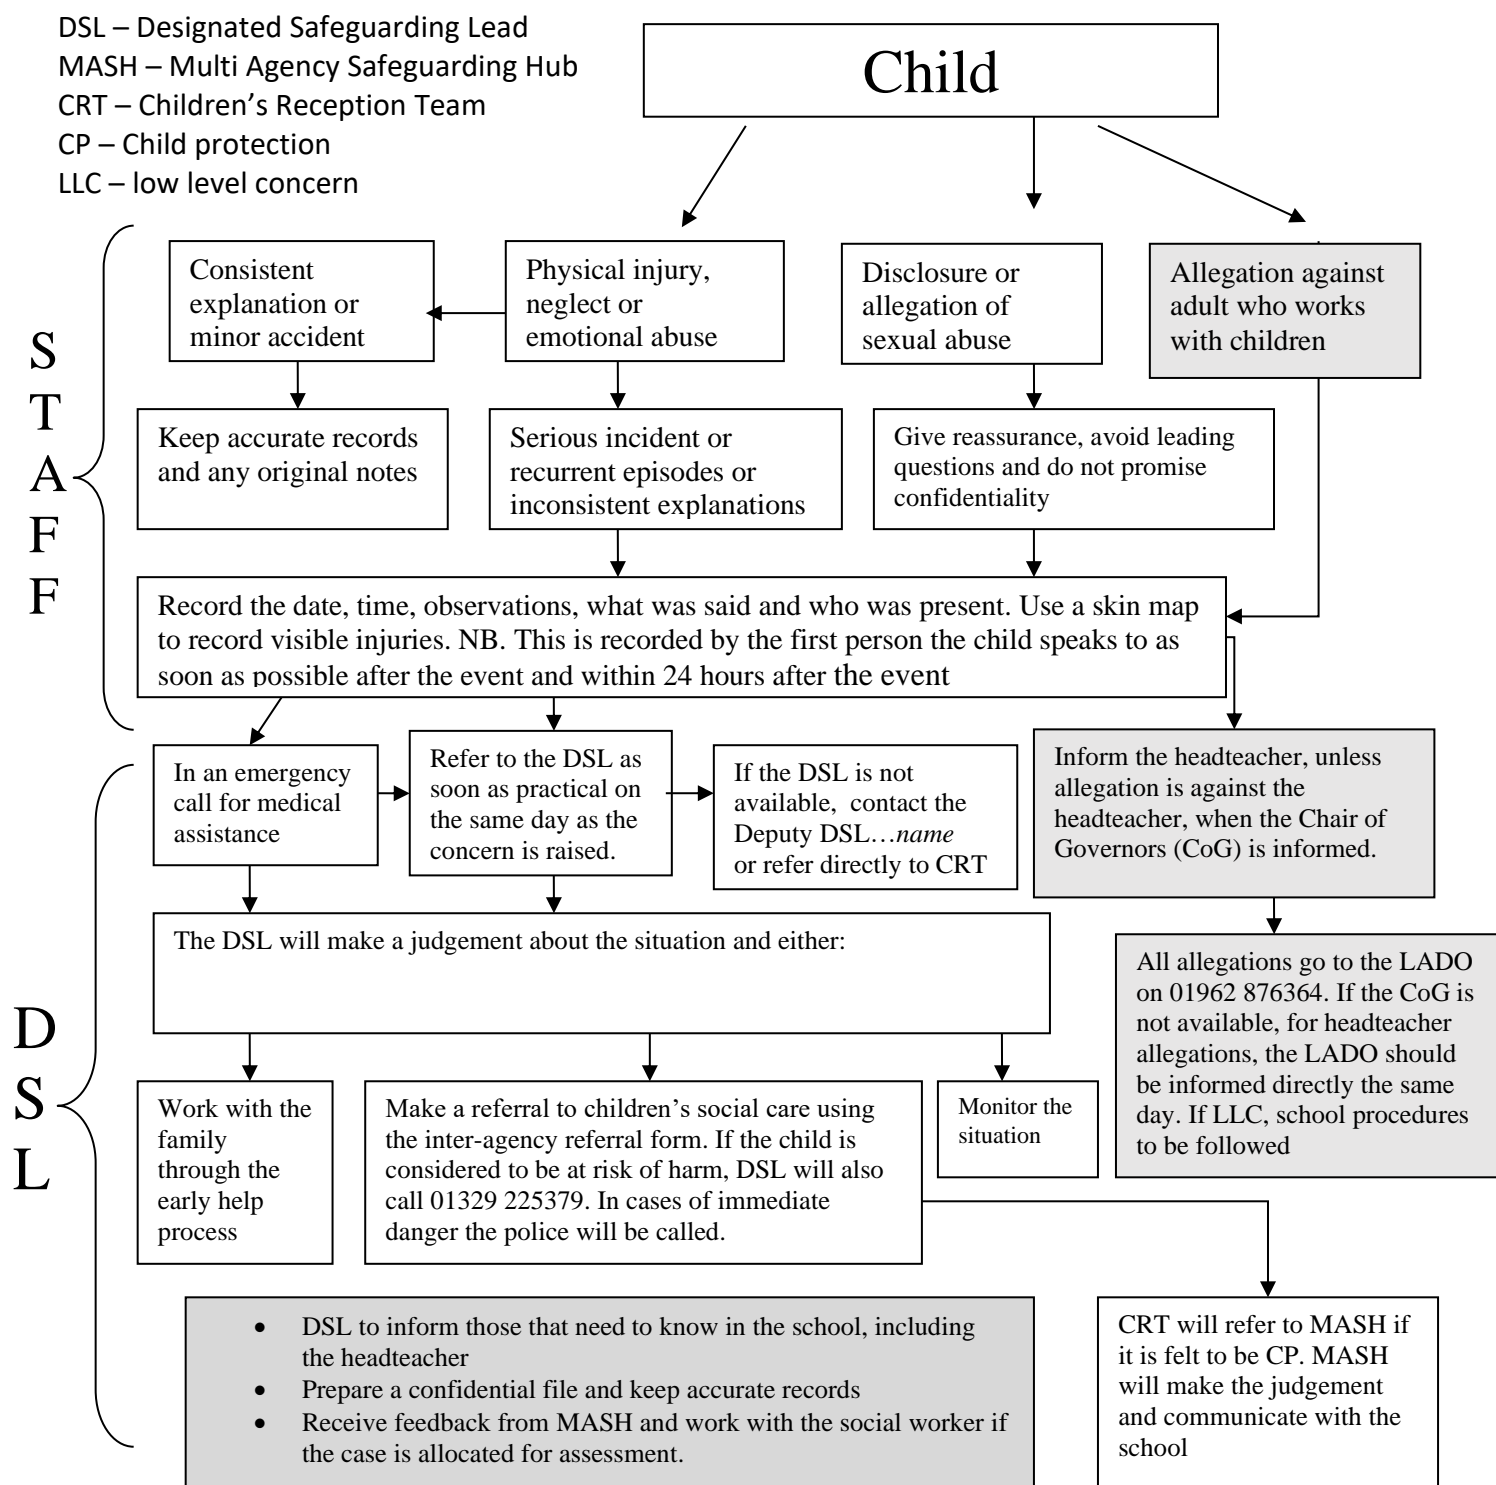 DSL – Designated Safeguarding Lead
MASH – Multi Agency Safeguarding Hub
CRT – Children's Reception Team
CP – Child protection
LLC – low level concern
Child
S
T
A
F
F
Consistent
explanation or
minor accident
Physical injury,
neglect or
emotional abuse
Disclosure or
allegation of
sexual abuse
Allegation against
adult who works
with children
Keep accurate records
and any original notes
Serious incident or
recurrent episodes or
inconsistent explanations
Give reassurance, avoid leading
questions and do not promise
confidentiality
Record the date, time, observations, what was said and who was present. Use a skin map
to record visible injuries. NB. This is recorded by the first person the child speaks to as
soon as possible after the event and within 24 hours after the event
D
S
L
In an emergency
call for medical
assistance
Refer to the DSL as
soon as practical on
the same day as the
concern is raised.
If the DSL is not
available, contact the
Deputy DSL…name
or refer directly to CRT
Inform the headteacher, unless
allegation is against the
headteacher, when the Chair of
Governors (CoG) is informed.
The DSL will make a judgement about the situation and either:
All allegations go to the LADO
on 01962 876364. If the CoG is
not available, for headteacher
allegations, the LADO should
be informed directly the same
day. If LLC, school procedures
to be followed
Work with the
family
through the
early help
process
Make a referral to children's social care using
the inter-agency referral form. If the child is
considered to be at risk of harm, DSL will also
call 01329 225379. In cases of immediate
danger the police will be called.
Monitor the
situation
• DSL to inform those that need to know in the school, including
the headteacher
• Prepare a confidential file and keep accurate records
• Receive feedback from MASH and work with the social worker if
the case is allocated for assessment.
CRT will refer to MASH if
it is felt to be CP. MASH
will make the judgement
and communicate with the
school